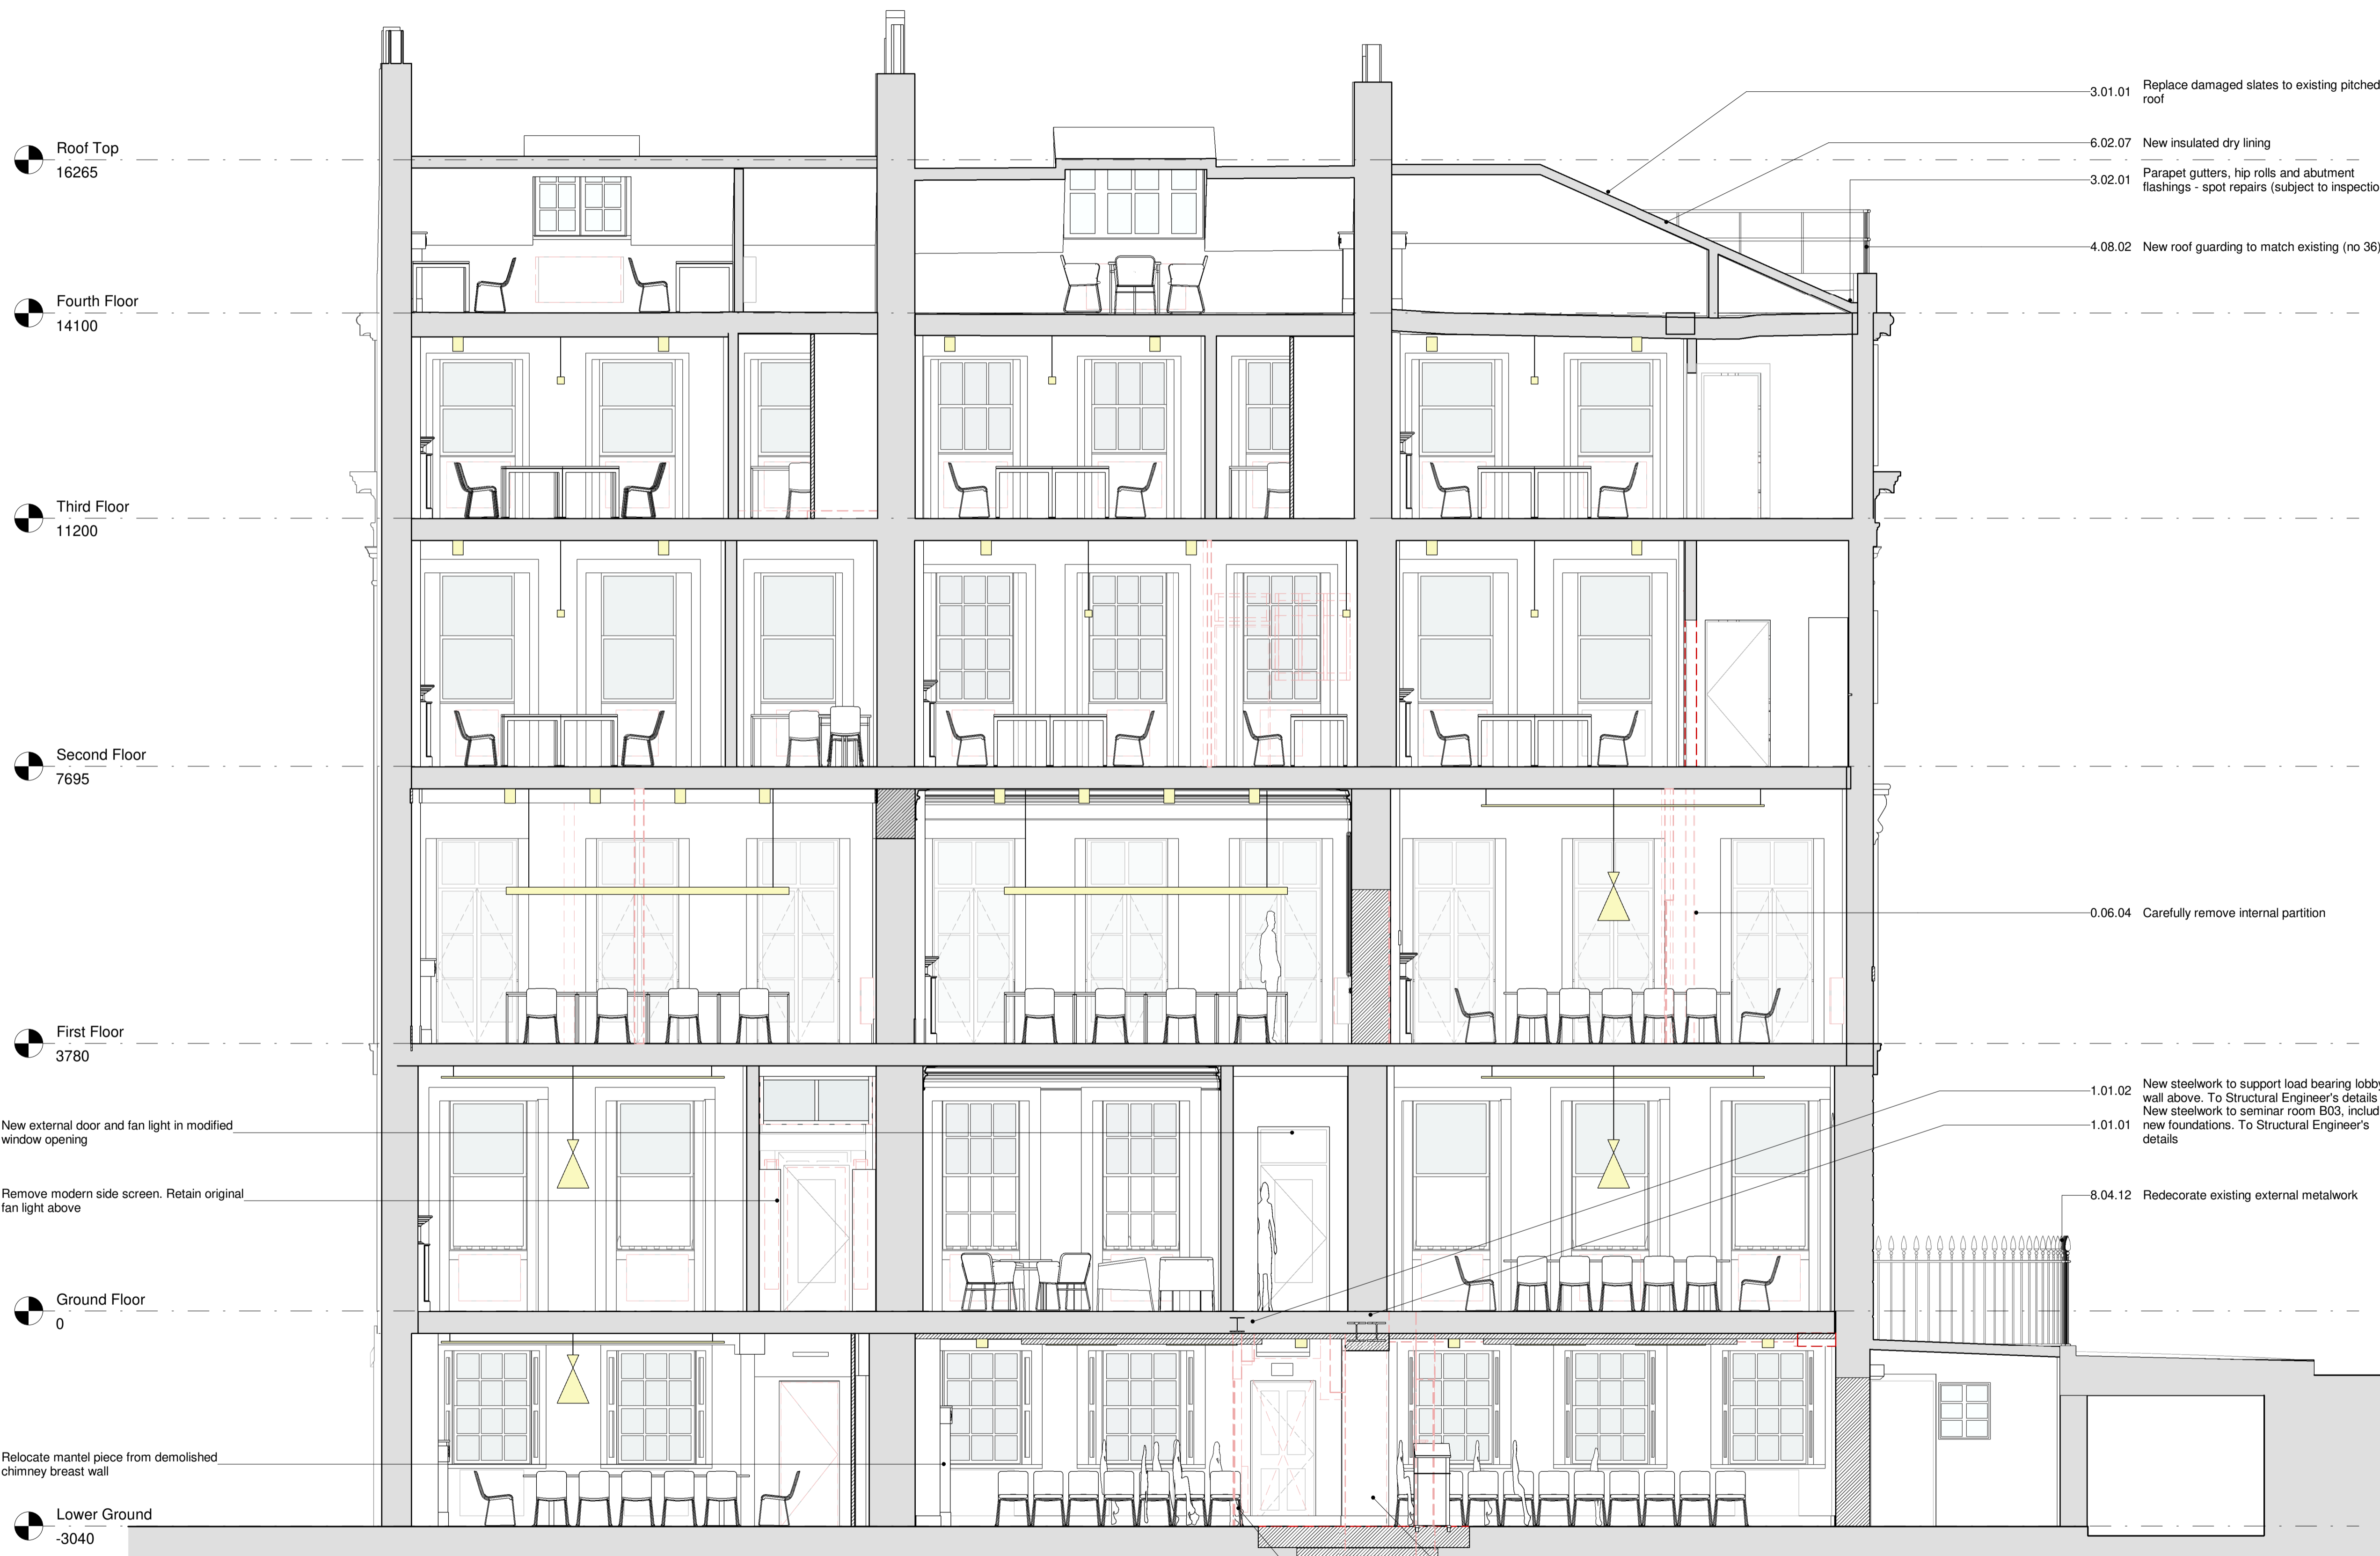 3.01.01 Replace damaged slates to existing pitched
roof
6.02.07 New insulated dry lining
3.02.01 Parapet gutters, hip rolls and abutment
flashings - spot repairs (subject to inspectio
4.08.02 New roof guarding to match existing (no 36)
Roof Top
16265
Fourth Floor
14100
Third Floor
11200
Second Floor
7695
0.06.04 Carefully remove internal partition
First Floor
3780
1.01.02 New steelwork to support load bearing lobby
wall above. To Structural Engineer's details
1.01.01 New steelwork to seminar room B03, includ
new foundations. To Structural Engineer's
details
New external door and fan light in modified
window opening
Remove modern side screen. Retain original
fan light above
8.04.12 Redecorate existing external metalwork
Ground Floor
0
Relocate mantel piece from demolished
chimney breast wall
Lower Ground
-3040